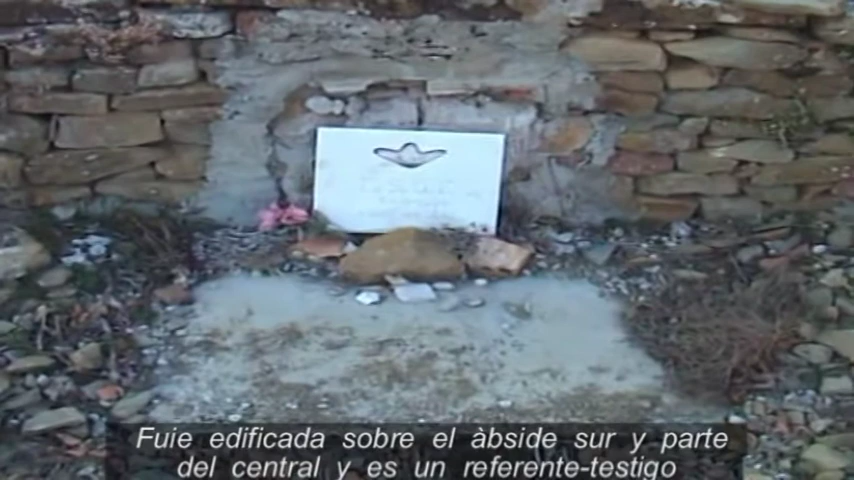 Fuie edificada sobre el àbside sur y parte
del central y es un referente-testigo